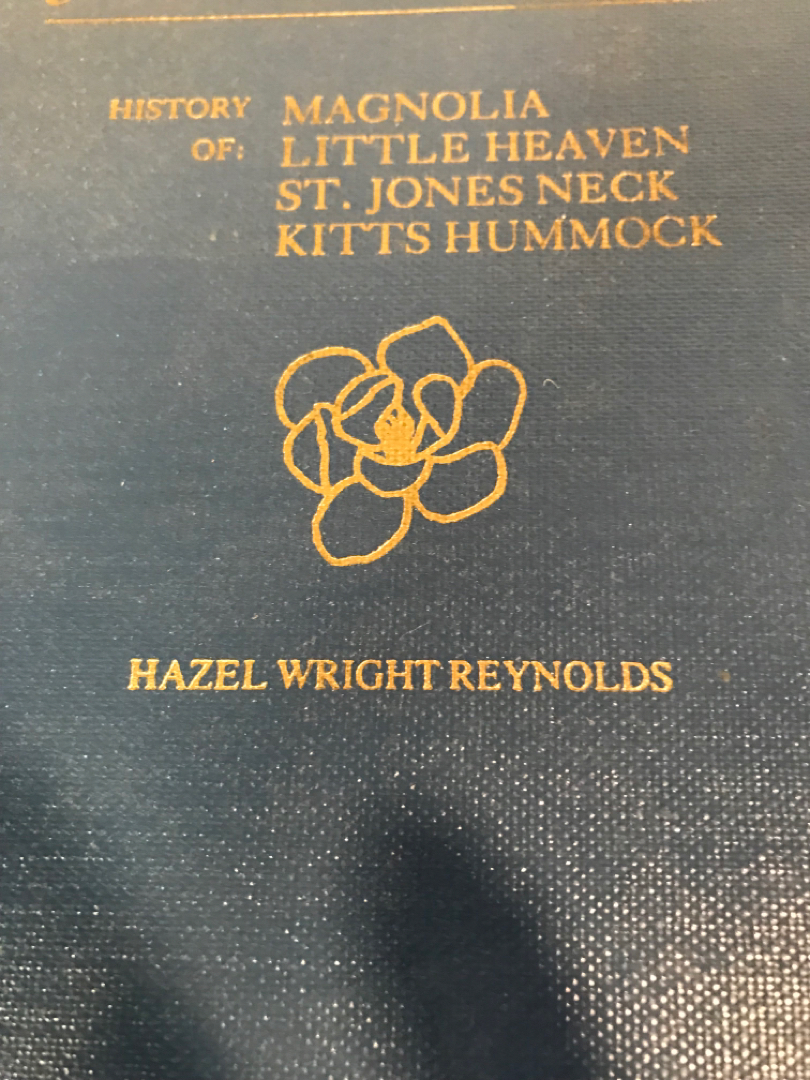 HISTORY MAGNOLIA
OF: LITTLE HEAVEN
ST. JONES NECK
KITTS HUMMOCK
HAZEL WRIGHT REYNOLDS